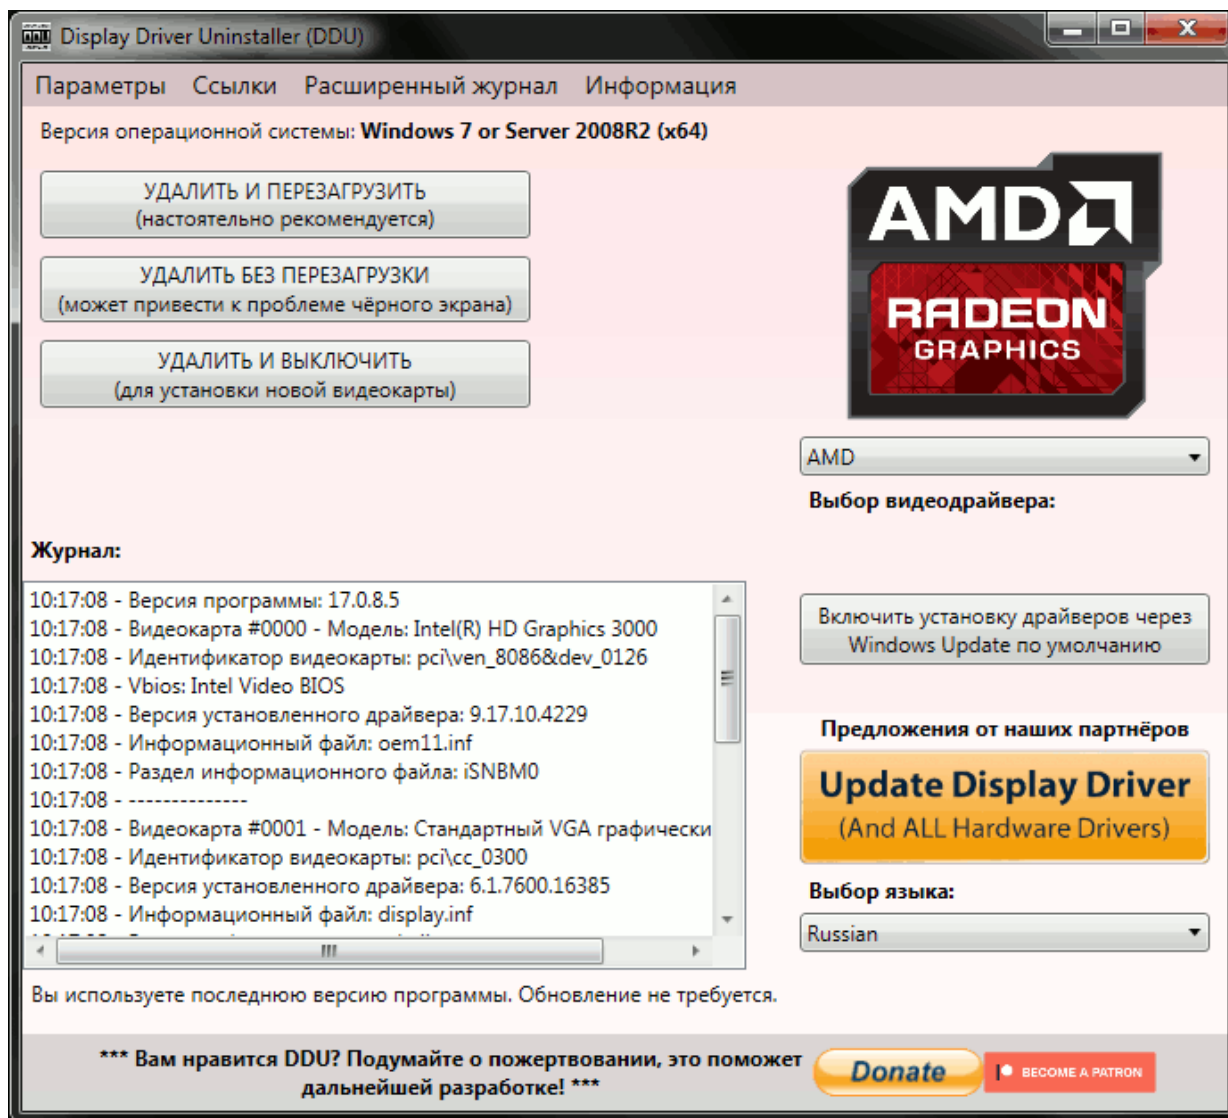 Display Driver Uninstaller (DDU)
Параметры Ссылки Расширенный журнал Информация
Версия операционной системы: Windows 7 or Server 2008R2 (x64)
УДАЛИТЬ И ПЕРЕЗАГРУЗИТЬ
(настоятельно рекомендуется)
УДАЛИТЬ БЕЗ ПЕРЕЗАГРУЗКИ
(может привести к проблеме чёрного экрана)
УДАЛИТЬ И ВЫКЛЮЧИТЬ
(для установки новой видеокарты)
AMD
RADEON
GRAPHICS
AMD
Выбор видеодрайвера:
Журнал:
10:17:08 - Версия программы: 17.0.8.5
10:17:08 - Видеокарта #0000 - Модель: Intel(R) HD Graphics 3000
10:17:08 - Идентификатор видеокарты: pci\ven_8086&dev_0126
10:17:08 - Vbios: Intel Video BIOS
10:17:08 - Версия установленного драйвера: 9.17.10.4229
10:17:08 - Информационный файл: oem11.inf
10:17:08 - Раздел информационного файла: iSNBM0
10:17:08 - --------------
10:17:08 - Видеокарта #0001 - Модель: Стандартный VGA графически
10:17:08 - Идентификатор видеокарты: pci\cc_0300
10:17:08 - Версия установленного драйвера: 6.1.7600.16385
10:17:08 - Информационный файл: display.inf
Включить установку драйверов через
Windows Update по умолчанию
Предложения от наших партнёров
Update Display Driver
(And ALL Hardware Drivers)
Выбор языка:
Russian
Вы используете последнюю версию программы. Обновление не требуется.
*** Вам нравится DDU? Подумайте о пожертвовании, это поможет
дальнейшей разработке! ***
Donate
BECOME A PATRON